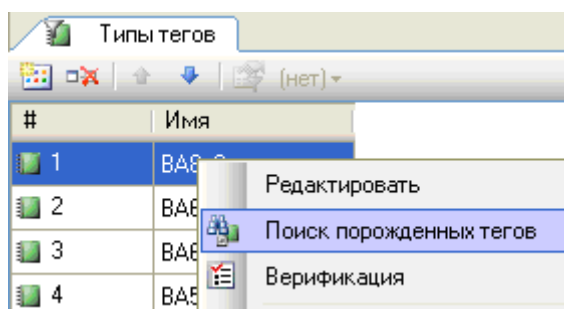 Типы тегов
(нет)
# Имя
1
Редактировать
2
Поиск порожденных тегов
3
Верификация
4